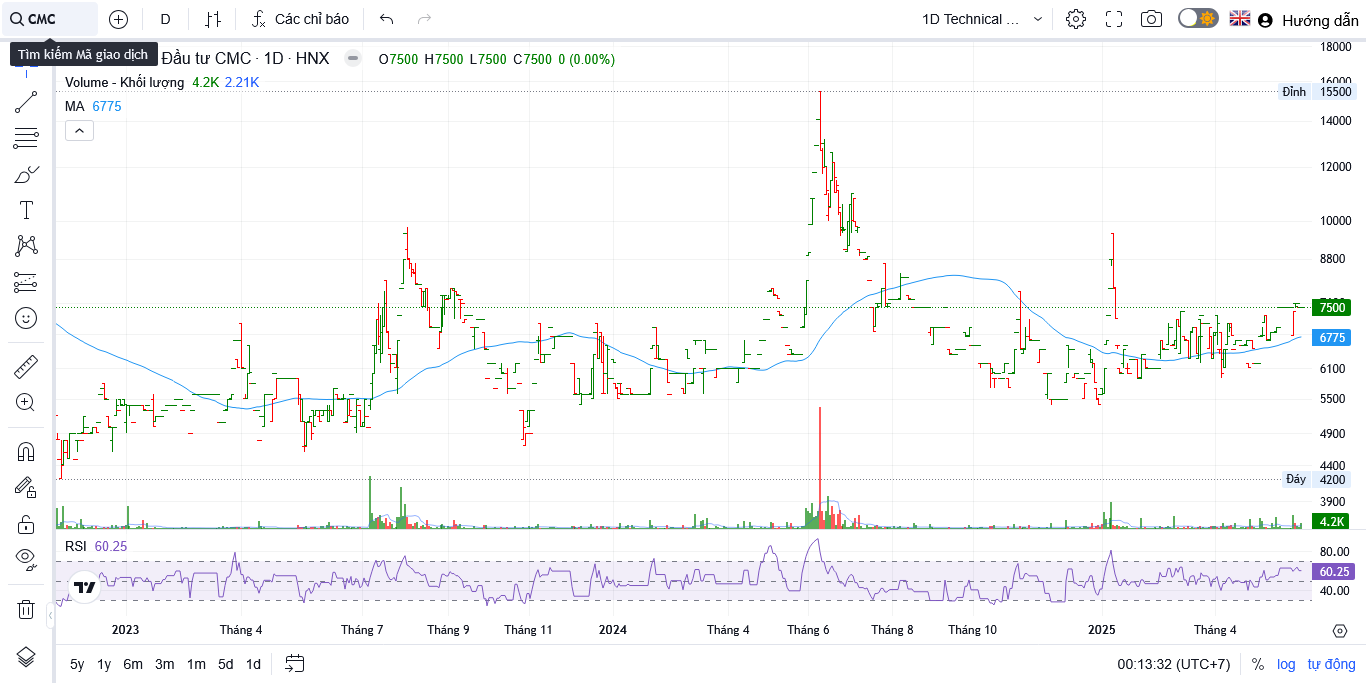 CMC
D
Các chỉ báo
1D Technical ...
Hướng dẫn
Tìm kiếm Mã giao dịch
Đầu tư CMC · 1D · HNX
O7500 H7500 L7500 C7500 0 (0.00%)
Volume - Khối lượng 4.2K 2.21K
MA 6775
18000
16000
Đỉnh 15500
14000
12000
10000
8800
7500
6775
6100
5500
4900
4400
Đáy 4200
3900
4.2K
RSI 60.25
80.00
60.25
40.00
2023 Tháng 4 Tháng 7 Tháng 9 Tháng 11 2024 Tháng 4 Tháng 6 Tháng 8 Tháng 10 2025 Tháng 4
5y 1y 6m 3m 1m 5d 1d
00:13:32 (UTC+7) % log tự động